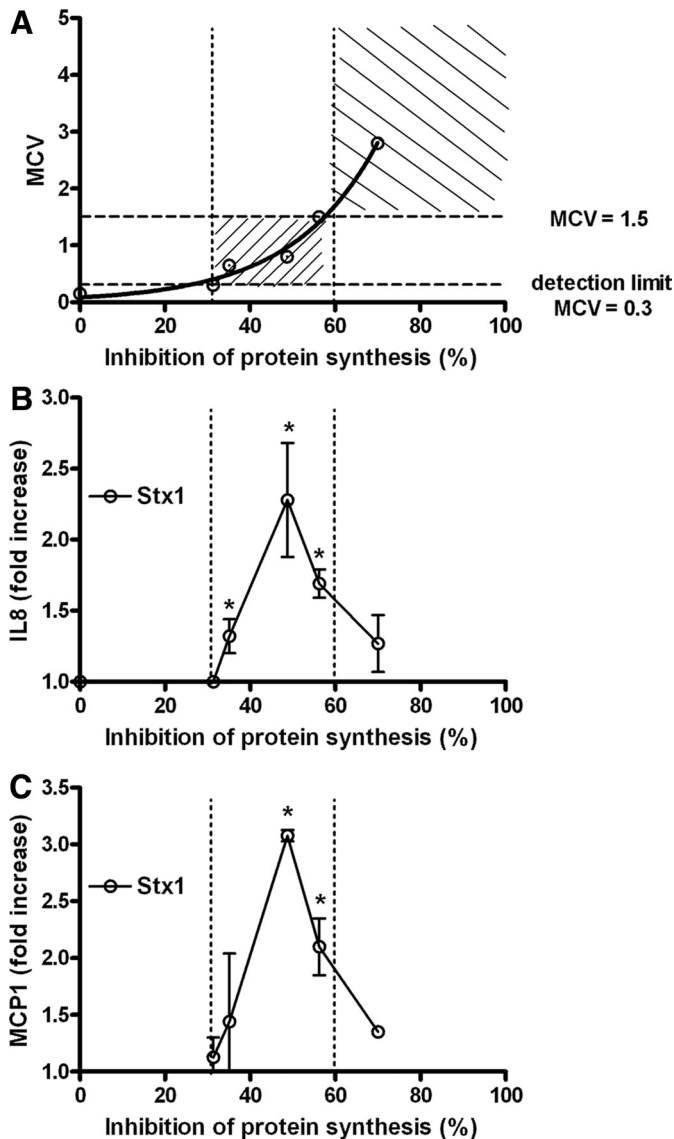 A
5
4
3
2
1
0
MCV
0 20 40 60 80 100
Inhibition of protein synthesis (%)
MCV = 1.5
detection limit
MCV = 0.3
B
3.0
2.5
2.0
1.5
1.0
IL8 (fold increase)
Stx1
*
*
*
0 20 40 60 80 100
Inhibition of protein synthesis (%)
C
3.5
3.0
2.5
2.0
1.5
1.0
MCP1 (fold increase)
Stx1
*
*
0 20 40 60 80 100
Inhibition of protein synthesis (%)